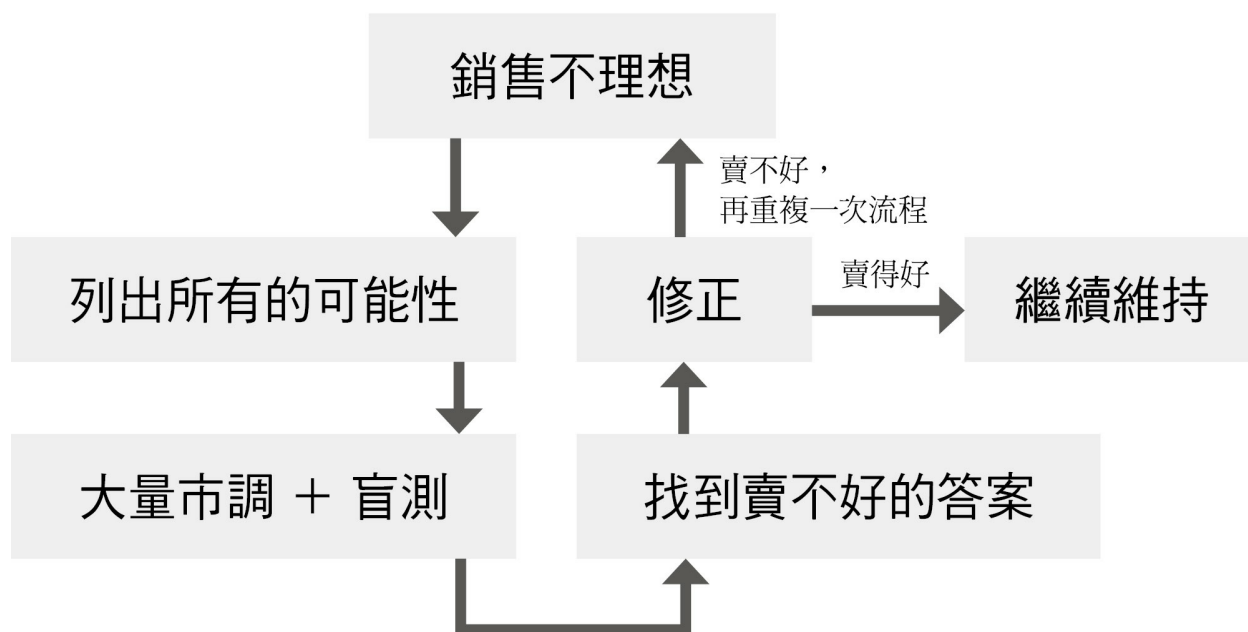 銷售不理想
賣不好，
再重複一次流程
列出所有的可能性
修正
賣得好
繼續維持
大量市調 + 盲測
找到賣不好的答案